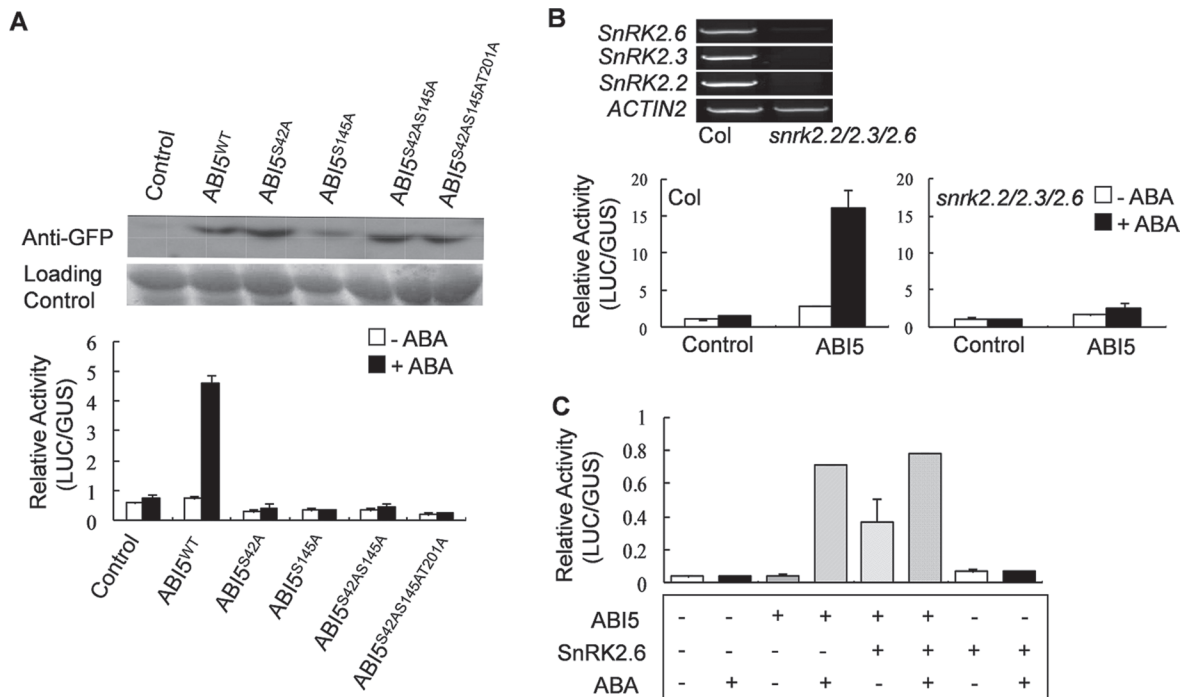 A
Control
ABI5WT
ABI5S42A
ABI5S145A
ABI5S42AS145A
ABI5S42AS145AT201A
Anti-GFP
Loading
Control
- ABA
+ ABA
Relative Activity
(LUC/GUS)
6
5
4
3
2
1
0
Control
ABI5WT
ABI5S42A
ABI5S145A
ABI5S42AS145A
ABI5S42AS145AT201A
B
SnRK2.6
SnRK2.3
SnRK2.2
ACTIN2
Col snrk2.2/2.3/2.6
Relative Activity
(LUC/GUS)
20
15
10
5
0
Col
Control ABI5
20
15
10
5
0
snrk2.2/2.3/2.6
- ABA
+ ABA
Control ABI5
C
Relative Activity
(LUC/GUS)
1
0.8
0.6
0.4
0.2
0
ABI5 - - + + + + - -
SnRK2.6 - - - - + + + +
ABA - + - + - + - +